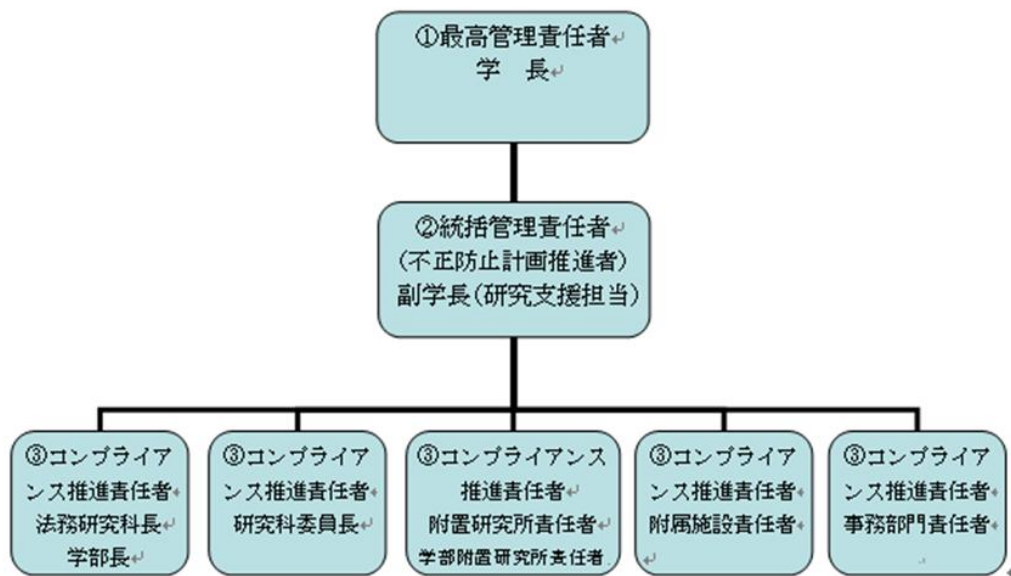 ①最高管理責任者
学　長
②統括管理責任者
(不正防止計画推進者)
副学長(研究支援担当)
③コンプライア
ンス推進責任者
法務研究科長
学部長
③コンプライア
ンス推進責任者
研究科委員長
③コンプライアンス
推進責任者
附置研究所責任者
学部附置研究所責任者
③コンプライア
ンス推進責任者
附属施設責任者
③コンプライア
ンス推進責任者
事務部門責任者